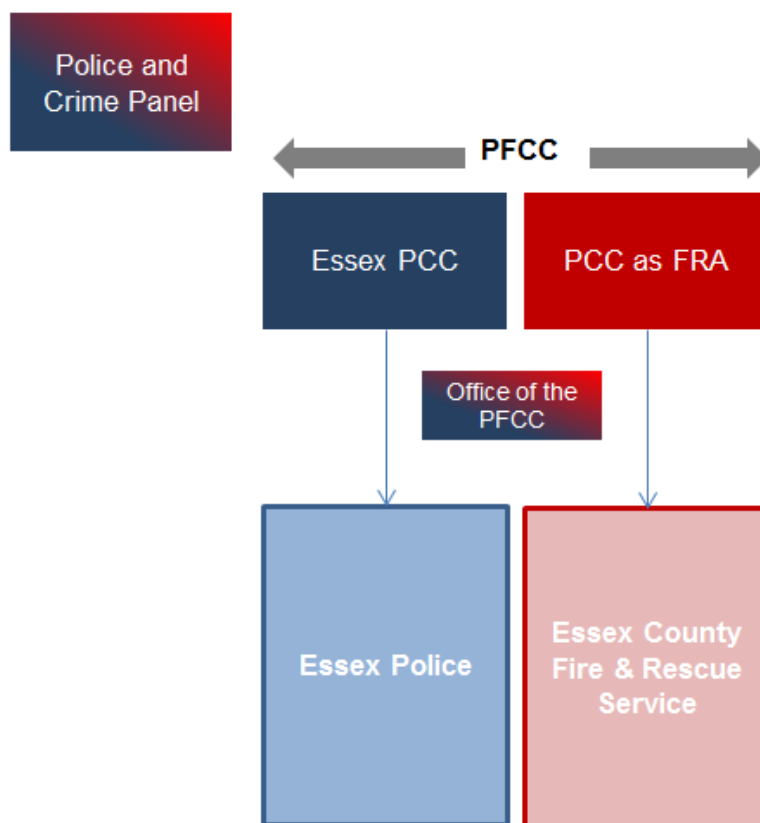 Police and
Crime Panel
PFCC
Essex PCC
PCC as FRA
Office of the
PFCC
Essex Police
Essex County
Fire & Rescue
Service